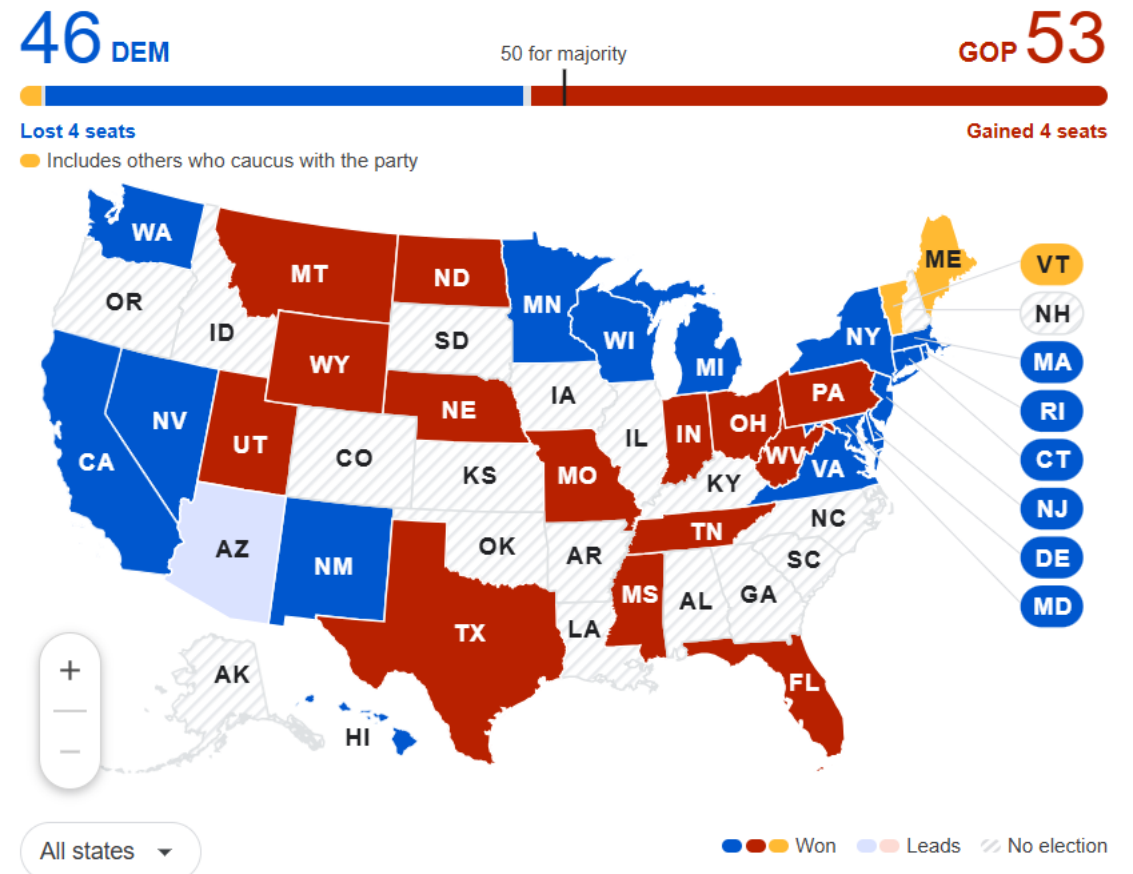 46 DEM
50 for majority
GOP 53
Lost 4 seats
Gained 4 seats
Includes others who caucus with the party
WA
MT
ND
MN
ME
VT
OR
ID
SD
WI
MI
NY
NH
WY
MA
NV
UT
NE
IA
PA
RI
CA
CO
KS
IL
IN
OH
WV
VA
CT
MO
KY
NJ
AZ
NM
OK
AR
TN
NC
DE
SC
MS
AL
GA
MD
TX
LA
AK
FL
HI
+
−
All states
Won
Leads
No election